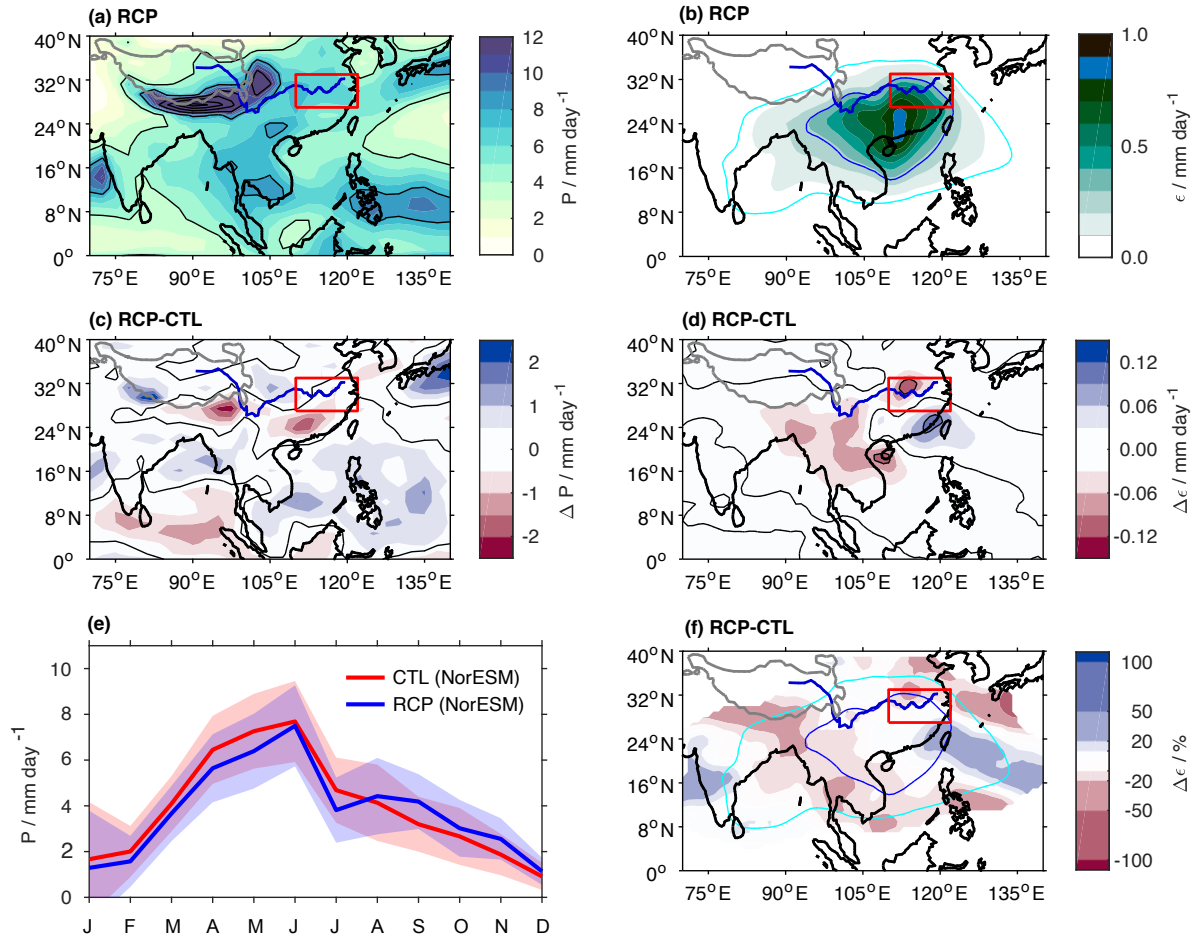 (a) RCP
40°N
32°N
24°N
16°N
8°N
0°
75°E 90°E 105°E 120°E 135°E
12
10
8
6
4
2
0
P / mm day⁻¹
(b) RCP
40°N
32°N
24°N
16°N
8°N
0°
75°E 90°E 105°E 120°E 135°E
1.0
0.5
0.0
ϵ / mm day⁻¹
(c) RCP-CTL
40°N
32°N
24°N
16°N
8°N
0°
75°E 90°E 105°E 120°E 135°E
2
1
0
-1
-2
Δ P / mm day⁻¹
(d) RCP-CTL
40°N
32°N
24°N
16°N
8°N
0°
75°E 90°E 105°E 120°E 135°E
0.12
0.06
0.00
-0.06
-0.12
Δϵ / mm day⁻¹
(e)
P / mm day⁻¹
10
8
6
4
2
0
J F M A M J J A S O N D
CTL (NorESM)
RCP (NorESM)
(f) RCP-CTL
40°N
32°N
24°N
16°N
8°N
0°
75°E 90°E 105°E 120°E 135°E
100
50
20
-20
-50
-100
Δϵ / %